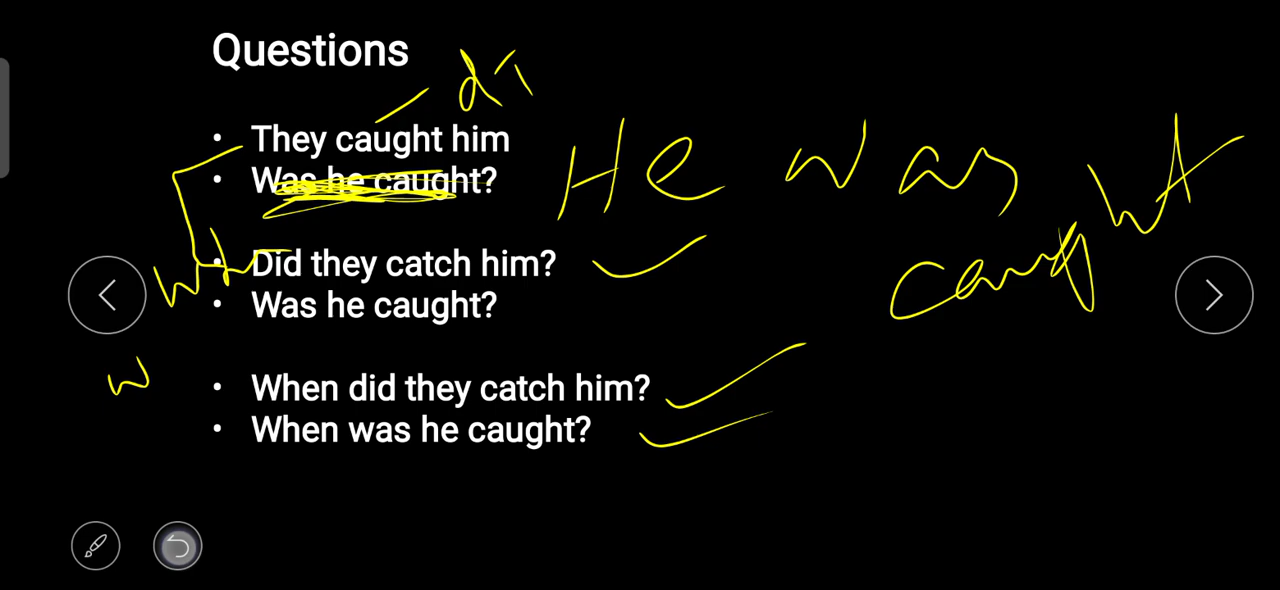 Questions
di
• They caught him
• Was he caught?
He was
caught
• Did they catch him?
• Was he caught?
• When did they catch him?
• When was he caught?